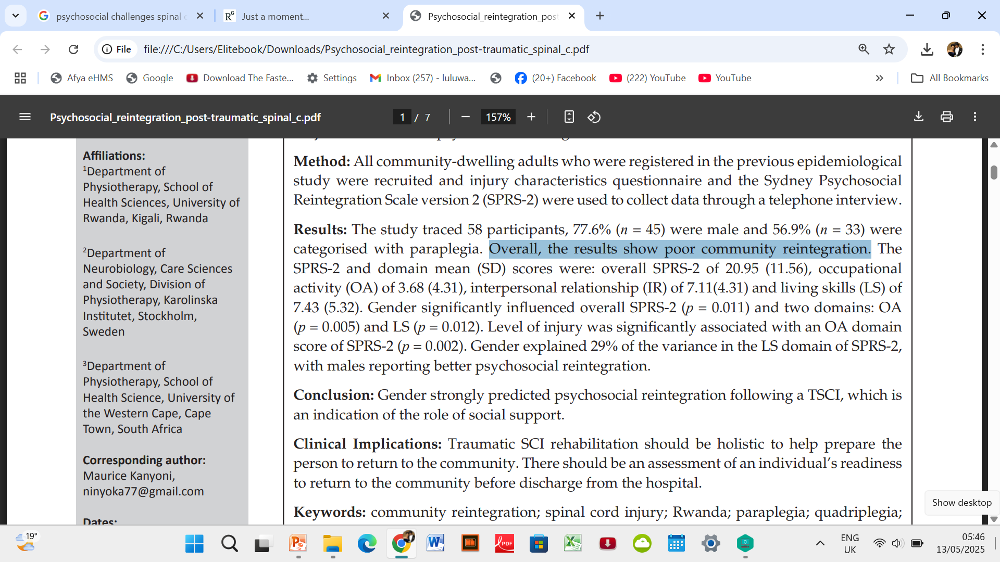 psychosocial challenges spinal c
Just a moment...
Psychosocial_reintegration_post
File
file:///C:/Users/Elitebook/Downloads/Psychosocial_reintegration_post-traumatic_spinal_c.pdf
Afya eHMS
Google
Download The Faste...
Settings
Inbox (257) - luluwa...
(20+) Facebook
(222) YouTube
YouTube
All Bookmarks
Psychosocial_reintegration_post-traumatic_spinal_c.pdf
1 / 7
157%
Affiliations:
1Department of
Physiotherapy, School of
Health Sciences, University of
Rwanda, Kigali, Rwanda
2Department of
Neurobiology, Care Sciences
and Society, Division of
Physiotherapy, Karolinska
Institutet, Stockholm,
Sweden
3Department of
Physiotherapy, School of
Health Science, University of
the Western Cape, Cape
Town, South Africa
Corresponding author:
Maurice Kanyoni,
ninyoka77@gmail.com
Dates:
Method: All community-dwelling adults who were registered in the previous epidemiological
study were recruited and injury characteristics questionnaire and the Sydney Psychosocial
Reintegration Scale version 2 (SPRS-2) were used to collect data through a telephone interview.
Results: The study traced 58 participants, 77.6% (n = 45) were male and 56.9% (n = 33) were
categorised with paraplegia. Overall, the results show poor community reintegration. The
SPRS-2 and domain mean (SD) scores were: overall SPRS-2 of 20.95 (11.56), occupational
activity (OA) of 3.68 (4.31), interpersonal relationship (IR) of 7.11(4.31) and living skills (LS) of
7.43 (5.32). Gender significantly influenced overall SPRS-2 (p = 0.011) and two domains: OA
(p = 0.005) and LS (p = 0.012). Level of injury was significantly associated with an OA domain
score of SPRS-2 (p = 0.002). Gender explained 29% of the variance in the LS domain of SPRS-2,
with males reporting better psychosocial reintegration.
Conclusion: Gender strongly predicted psychosocial reintegration following a TSCI, which is
an indication of the role of social support.
Clinical Implications: Traumatic SCI rehabilitation should be holistic to help prepare the
person to return to the community. There should be an assessment of an individual's readiness
to return to the community before discharge from the hospital.
Keywords: community reintegration; spinal cord injury; Rwanda; paraplegia; quadriplegia;
Show desktop
19°
PDF
ENG
UK
05:46
13/05/2025